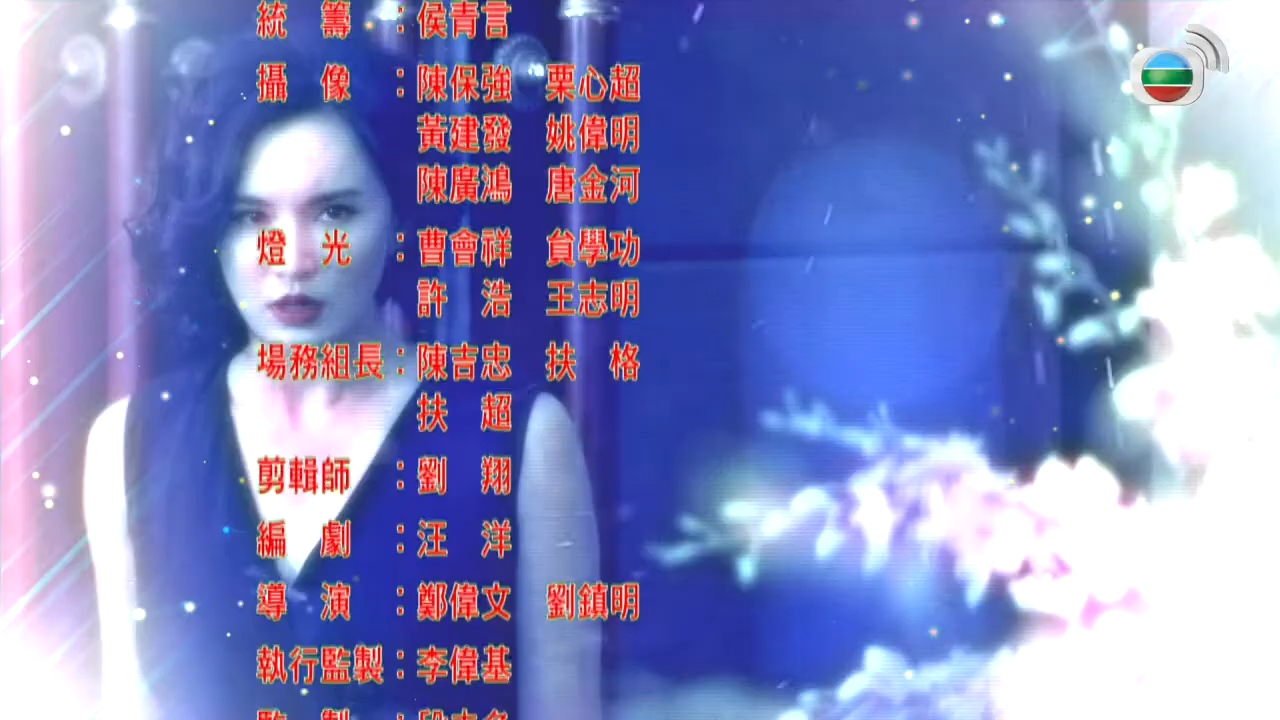 統 籌 : 侯青言
攝 像 : 陳保強 栗心超
黃建發 姚偉明
陳廣鴻 唐金河
燈 光 : 曹會祥 貟學功
許 浩 王志明
場務組長 : 陳吉忠 扶 格
扶 超
剪輯師 : 劉 翔
編 劇 : 汪 洋
導 演 : 鄭偉文 劉鎮明
執行監製 : 李偉基
監 製 :